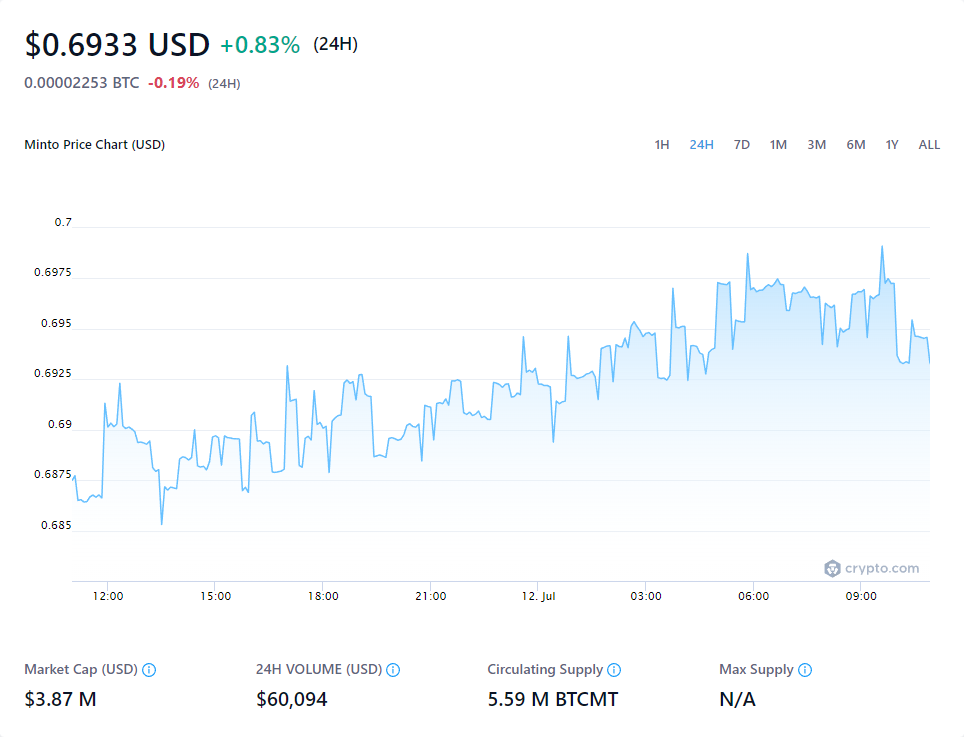 $0.6933 USD +0.83% (24H)
0.00002253 BTC -0.19% (24H)
Minto Price Chart (USD) 1H 24H 7D 1M 3M 6M 1Y ALL
0.7
0.6975
0.695
0.6925
0.69
0.6875
0.685
crypto.com
12:00 15:00 18:00 21:00 12. Jul 03:00 06:00 09:00
Market Cap (USD) 24H VOLUME (USD) Circulating Supply Max Supply
$3.87 M $60,094 5.59 M BTCMT N/A